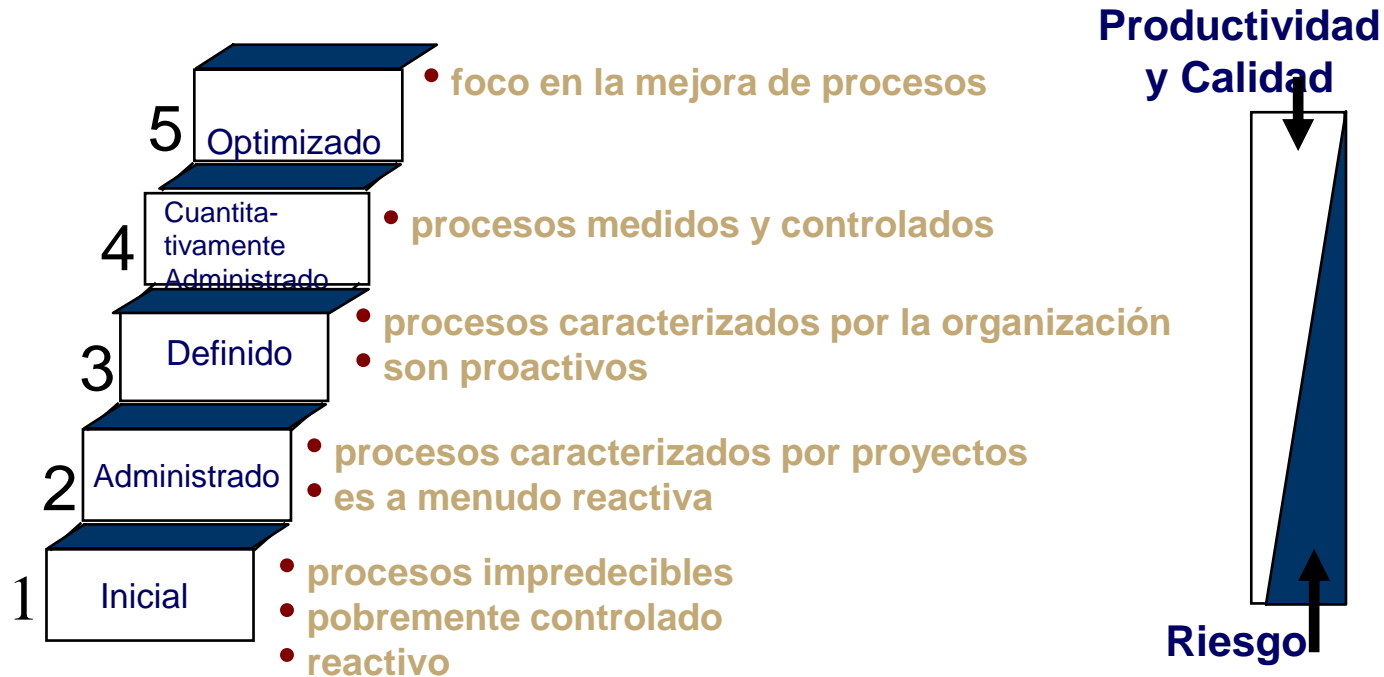 Productividad
y Calidad
5
Optimizado
• foco en la mejora de procesos
4
Cuantita-
tivamente
Administrado
• procesos medidos y controlados
3
Definido
• procesos caracterizados por la organización
• son proactivos
2
Administrado
• procesos caracterizados por proyectos
• es a menudo reactiva
1
Inicial
• procesos impredecibles
• pobremente controlado
• reactivo
Riesgo